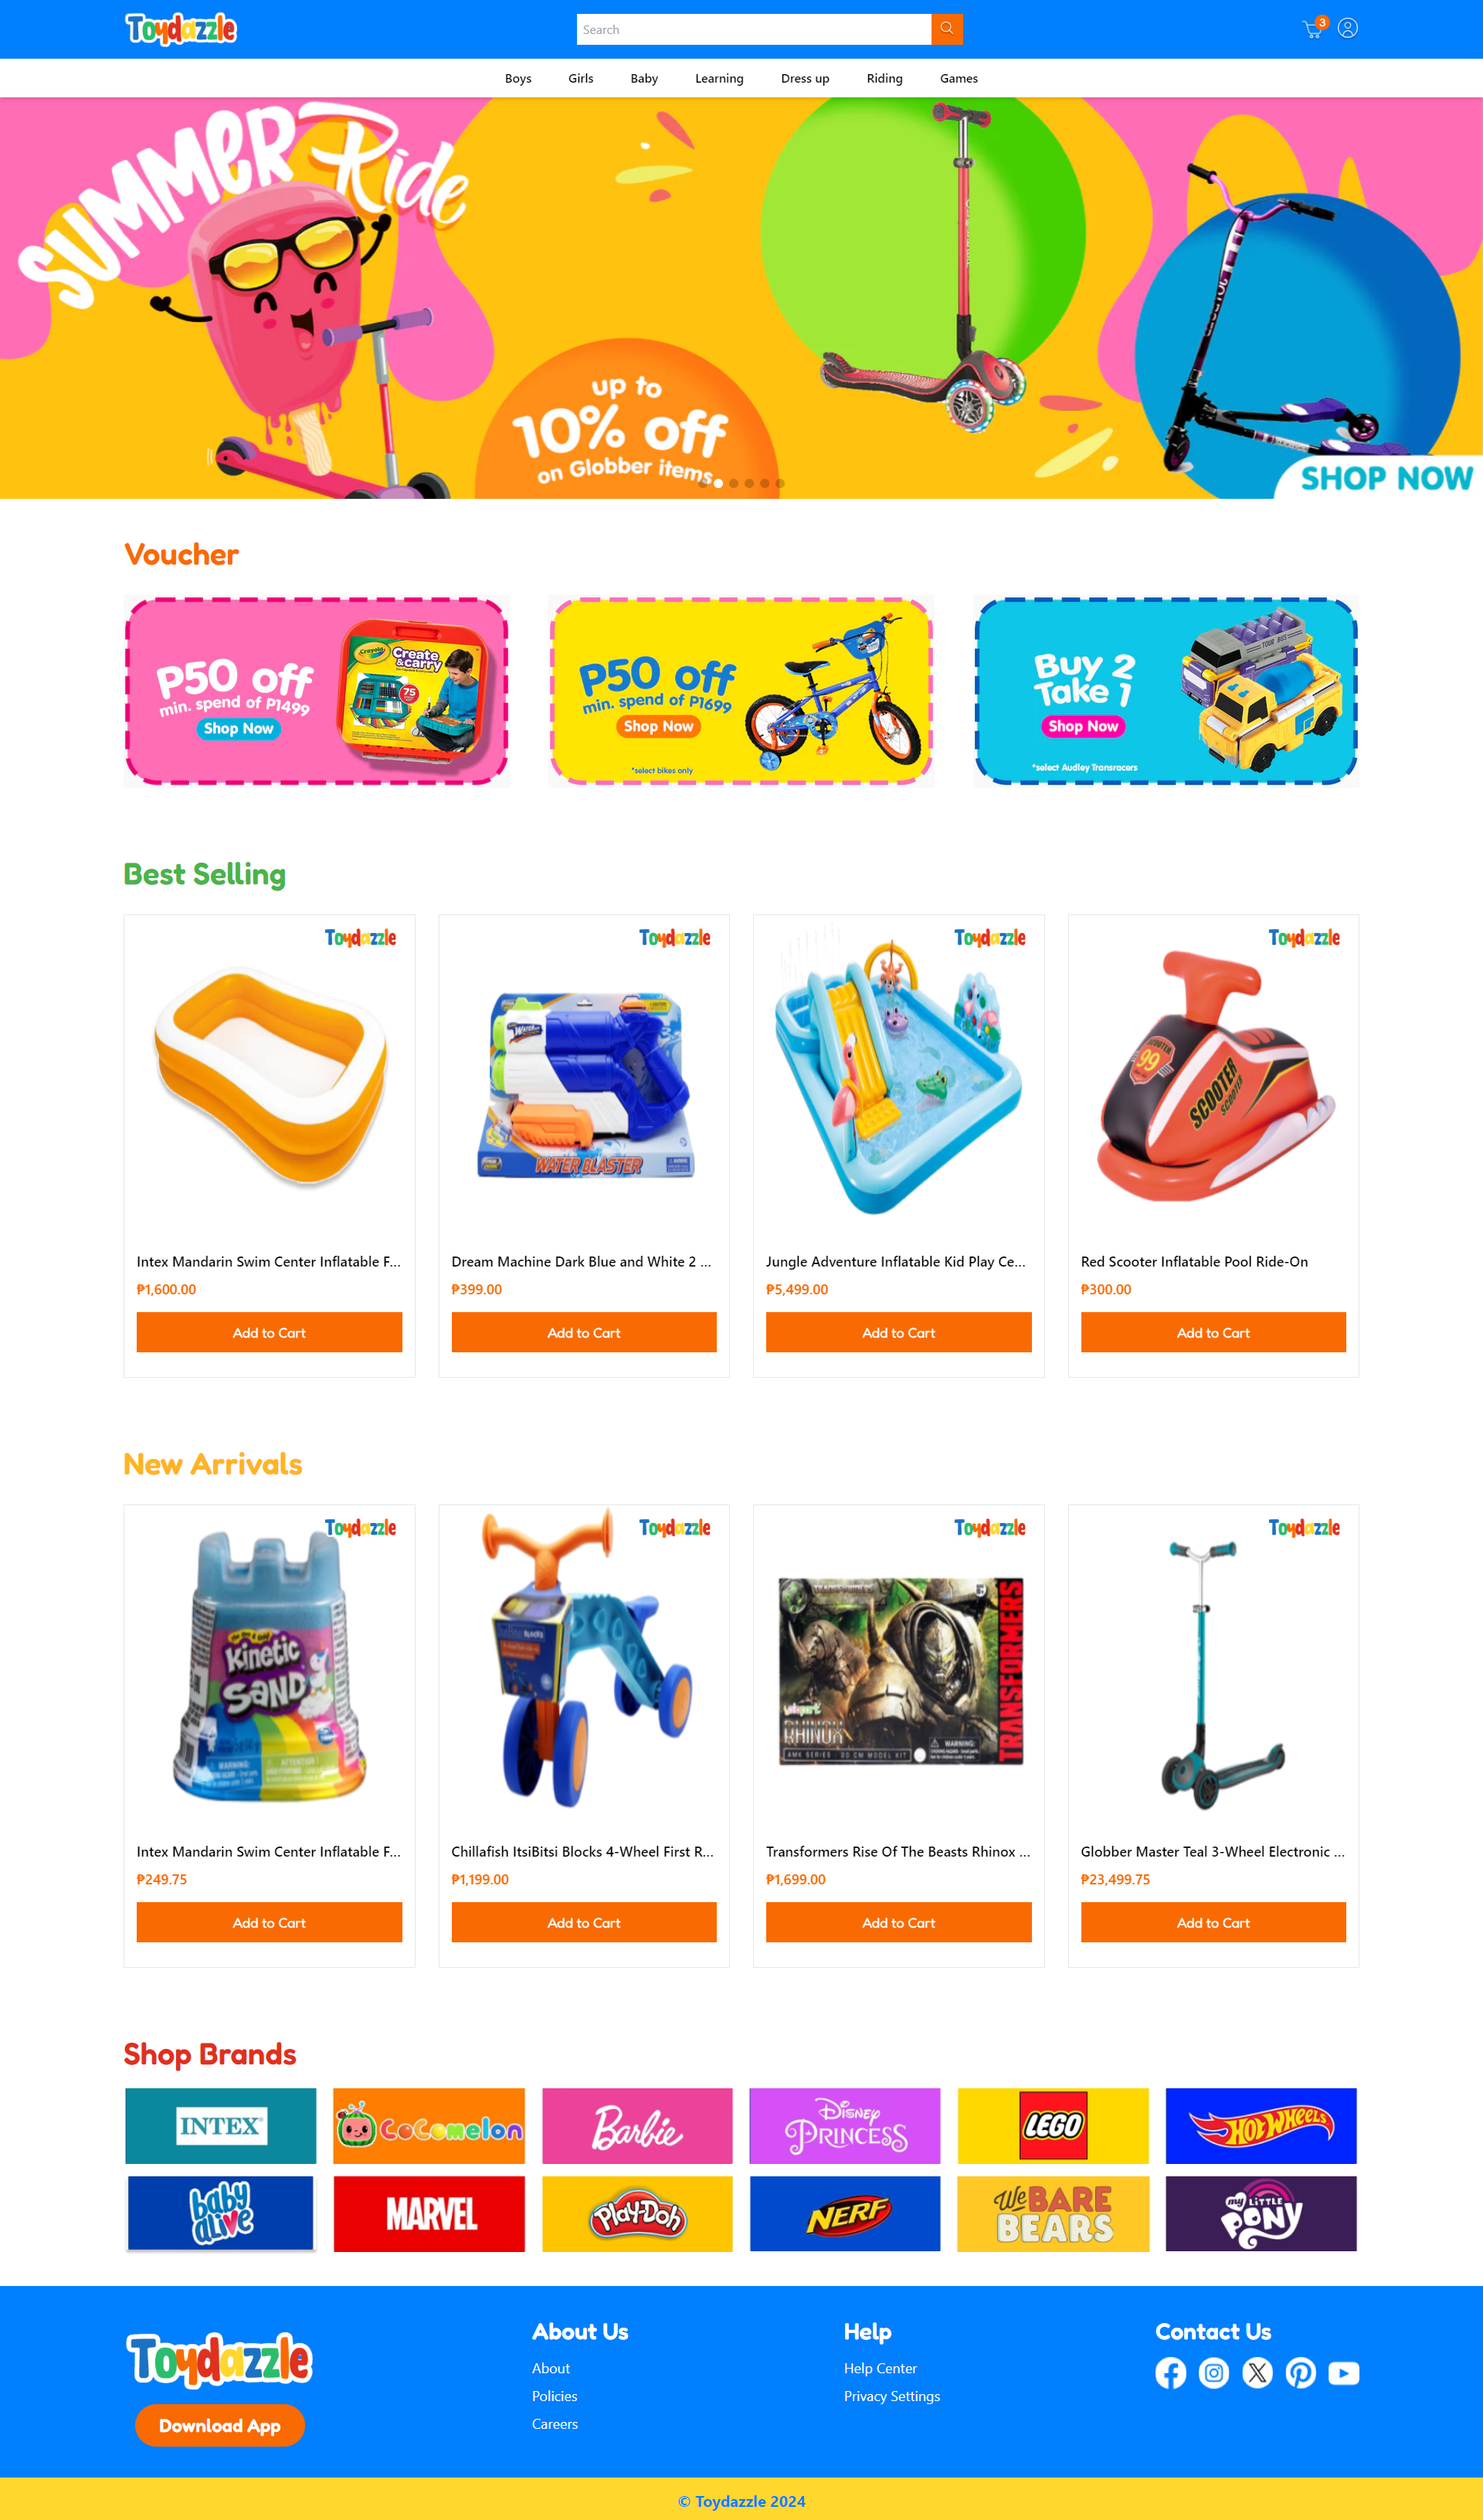 Toydazzle
Search
3
Boys Girls Baby Learning Dress up Riding Games
SUMMER Ride
up to
10% off
on Globber items
SHOP NOW
Voucher
P50 off
min. spend of P1499
Shop Now
Crayola
Create
&carry
75
P50 off
min. spend of P1699
Shop Now
*select bikes only
Buy 2
Take 1
Shop Now
*select Audley Transracers
TOUR BUS
Best Selling
Toydazzle
Toydazzle
Toydazzle
Toydazzle
WATER BLASTER
SCOOTER
99
SCOOTER
SCOOTER
Intex Mandarin Swim Center Inflatable F...
₱1,600.00
Add to Cart
Dream Machine Dark Blue and White 2 ...
₱399.00
Add to Cart
Jungle Adventure Inflatable Kid Play Ce...
₱5,499.00
Add to Cart
Red Scooter Inflatable Pool Ride-On
₱300.00
Add to Cart
New Arrivals
Toydazzle
Toydazzle
Toydazzle
Toydazzle
Kinetic
SAND
TRANSFORMERS
RHINOX
WARNING:
Intex Mandarin Swim Center Inflatable F...
₱249.75
Add to Cart
Chillafish ItsiBitsi Blocks 4-Wheel First R...
₱1,199.00
Add to Cart
Transformers Rise Of The Beasts Rhinox ...
₱1,699.00
Add to Cart
Globber Master Teal 3-Wheel Electronic ...
₱23,499.75
Add to Cart
Shop Brands
INTEX
CoComelon
Barbie
Disney
PRINCESS
LEGO
HOT WHEELS
baby
alive
MARVEL
Play-Doh
NERF
We BARE
BEARS
my LITTLE
PONY
Toydazzle
Download App
About Us
About
Policies
Careers
Help
Help Center
Privacy Settings
Contact Us
© Toydazzle 2024